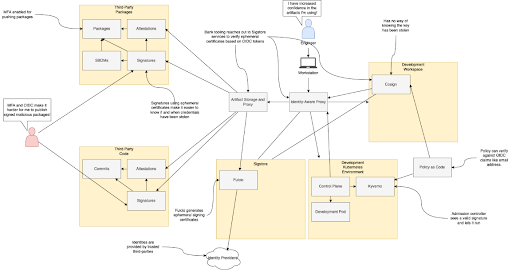 MFA enabled for
pushing packages
Third-Party
Packages
Packages
Attestations
SBOMs
Signatures
I have increased
confidence in the
artifacts I'm using!
Engineer
Workstation
Bank tooling reaches out to Sigstore
services to verify ephemeral
certificates based on OIDC tokens
Has no way of
knowing the key
has been stolen
Development
Workspace
Cosign
MFA and OIDC make it
harder for me to publish
signed malicious packages!
Signatures using ephemeral
certificates make it easier to
know if and when credentials
have been stolen
Artifact Storage and
Proxy
Identity-Aware Proxy
Third-Party
Code
Commits
Attestations
Signatures
Sigstore
Fulcio
Fulcio generates
ephemeral signing
certificates
Development
Kubernetes
Environment
Control Plane
Kyverno
Development Pod
Policy as Code
Policy can verify
against OIDC
claims like email
address
Admission controller
sees a valid signature
and lets it run
Identities are
provided by trusted
third-parties
Identity Providers